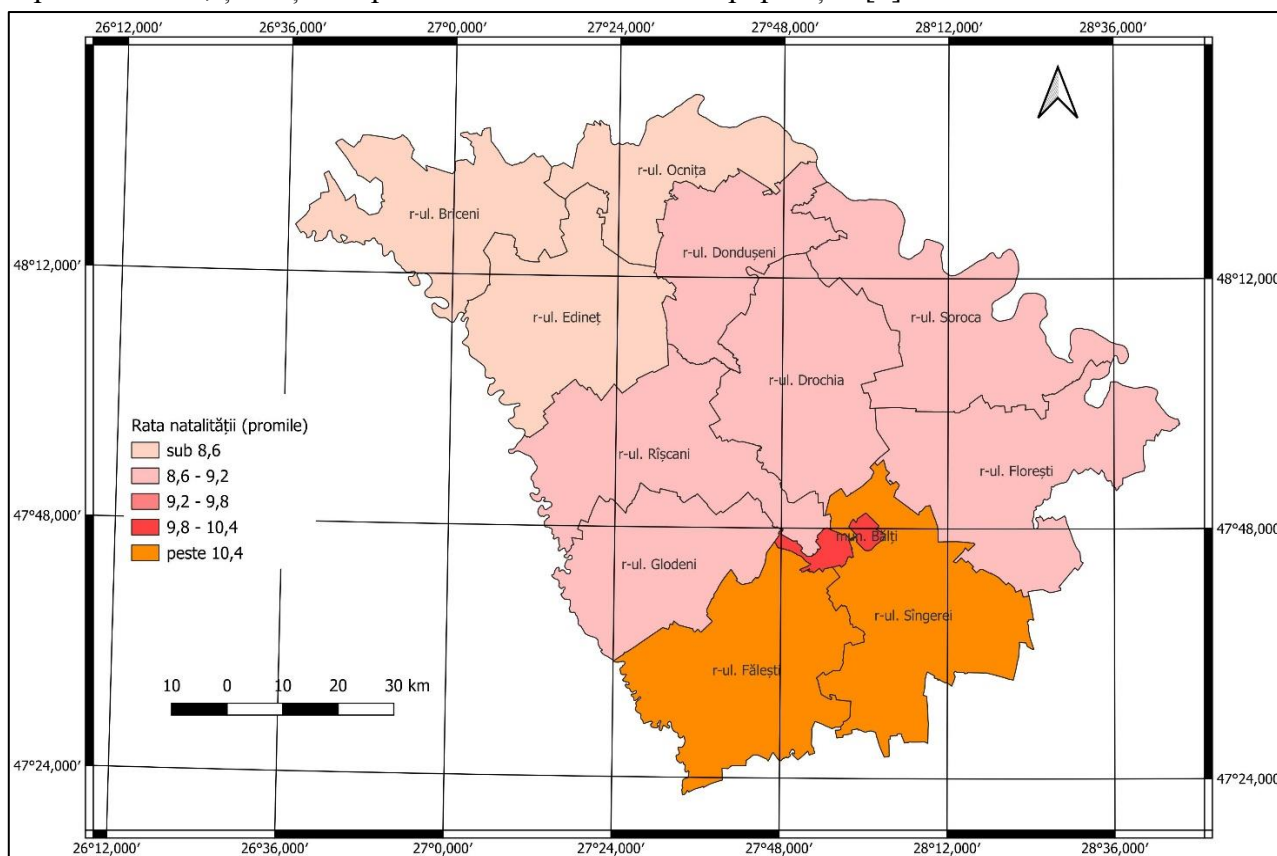 26°12,000′ 26°36,000′ 27°0,000′ 27°24,000′ 27°48,000′ 28°12,000′ 28°36,000′
r-ul. Ocnița
r-ul. Briceni
r-ul. Dondușeni
48°12,000′ 48°12,000′
r-ul. Edineț
r-ul. Soroca
r-ul. Drochia
Rata natalității (promile)
sub 8,6
8,6 - 9,2
9,2 - 9,8
9,8 - 10,4
peste 10,4
r-ul. Rîșcani
r-ul. Florești
47°48,000′ 47°48,000′
mun. Bălți
r-ul. Glodeni
r-ul. Sîngerei
r-ul. Fălești
10 0 10 20 30 km
47°24,000′ 47°24,000′
26°12,000′ 26°36,000′ 27°0,000′ 27°24,000′ 27°48,000′ 28°12,000′ 28°36,000′